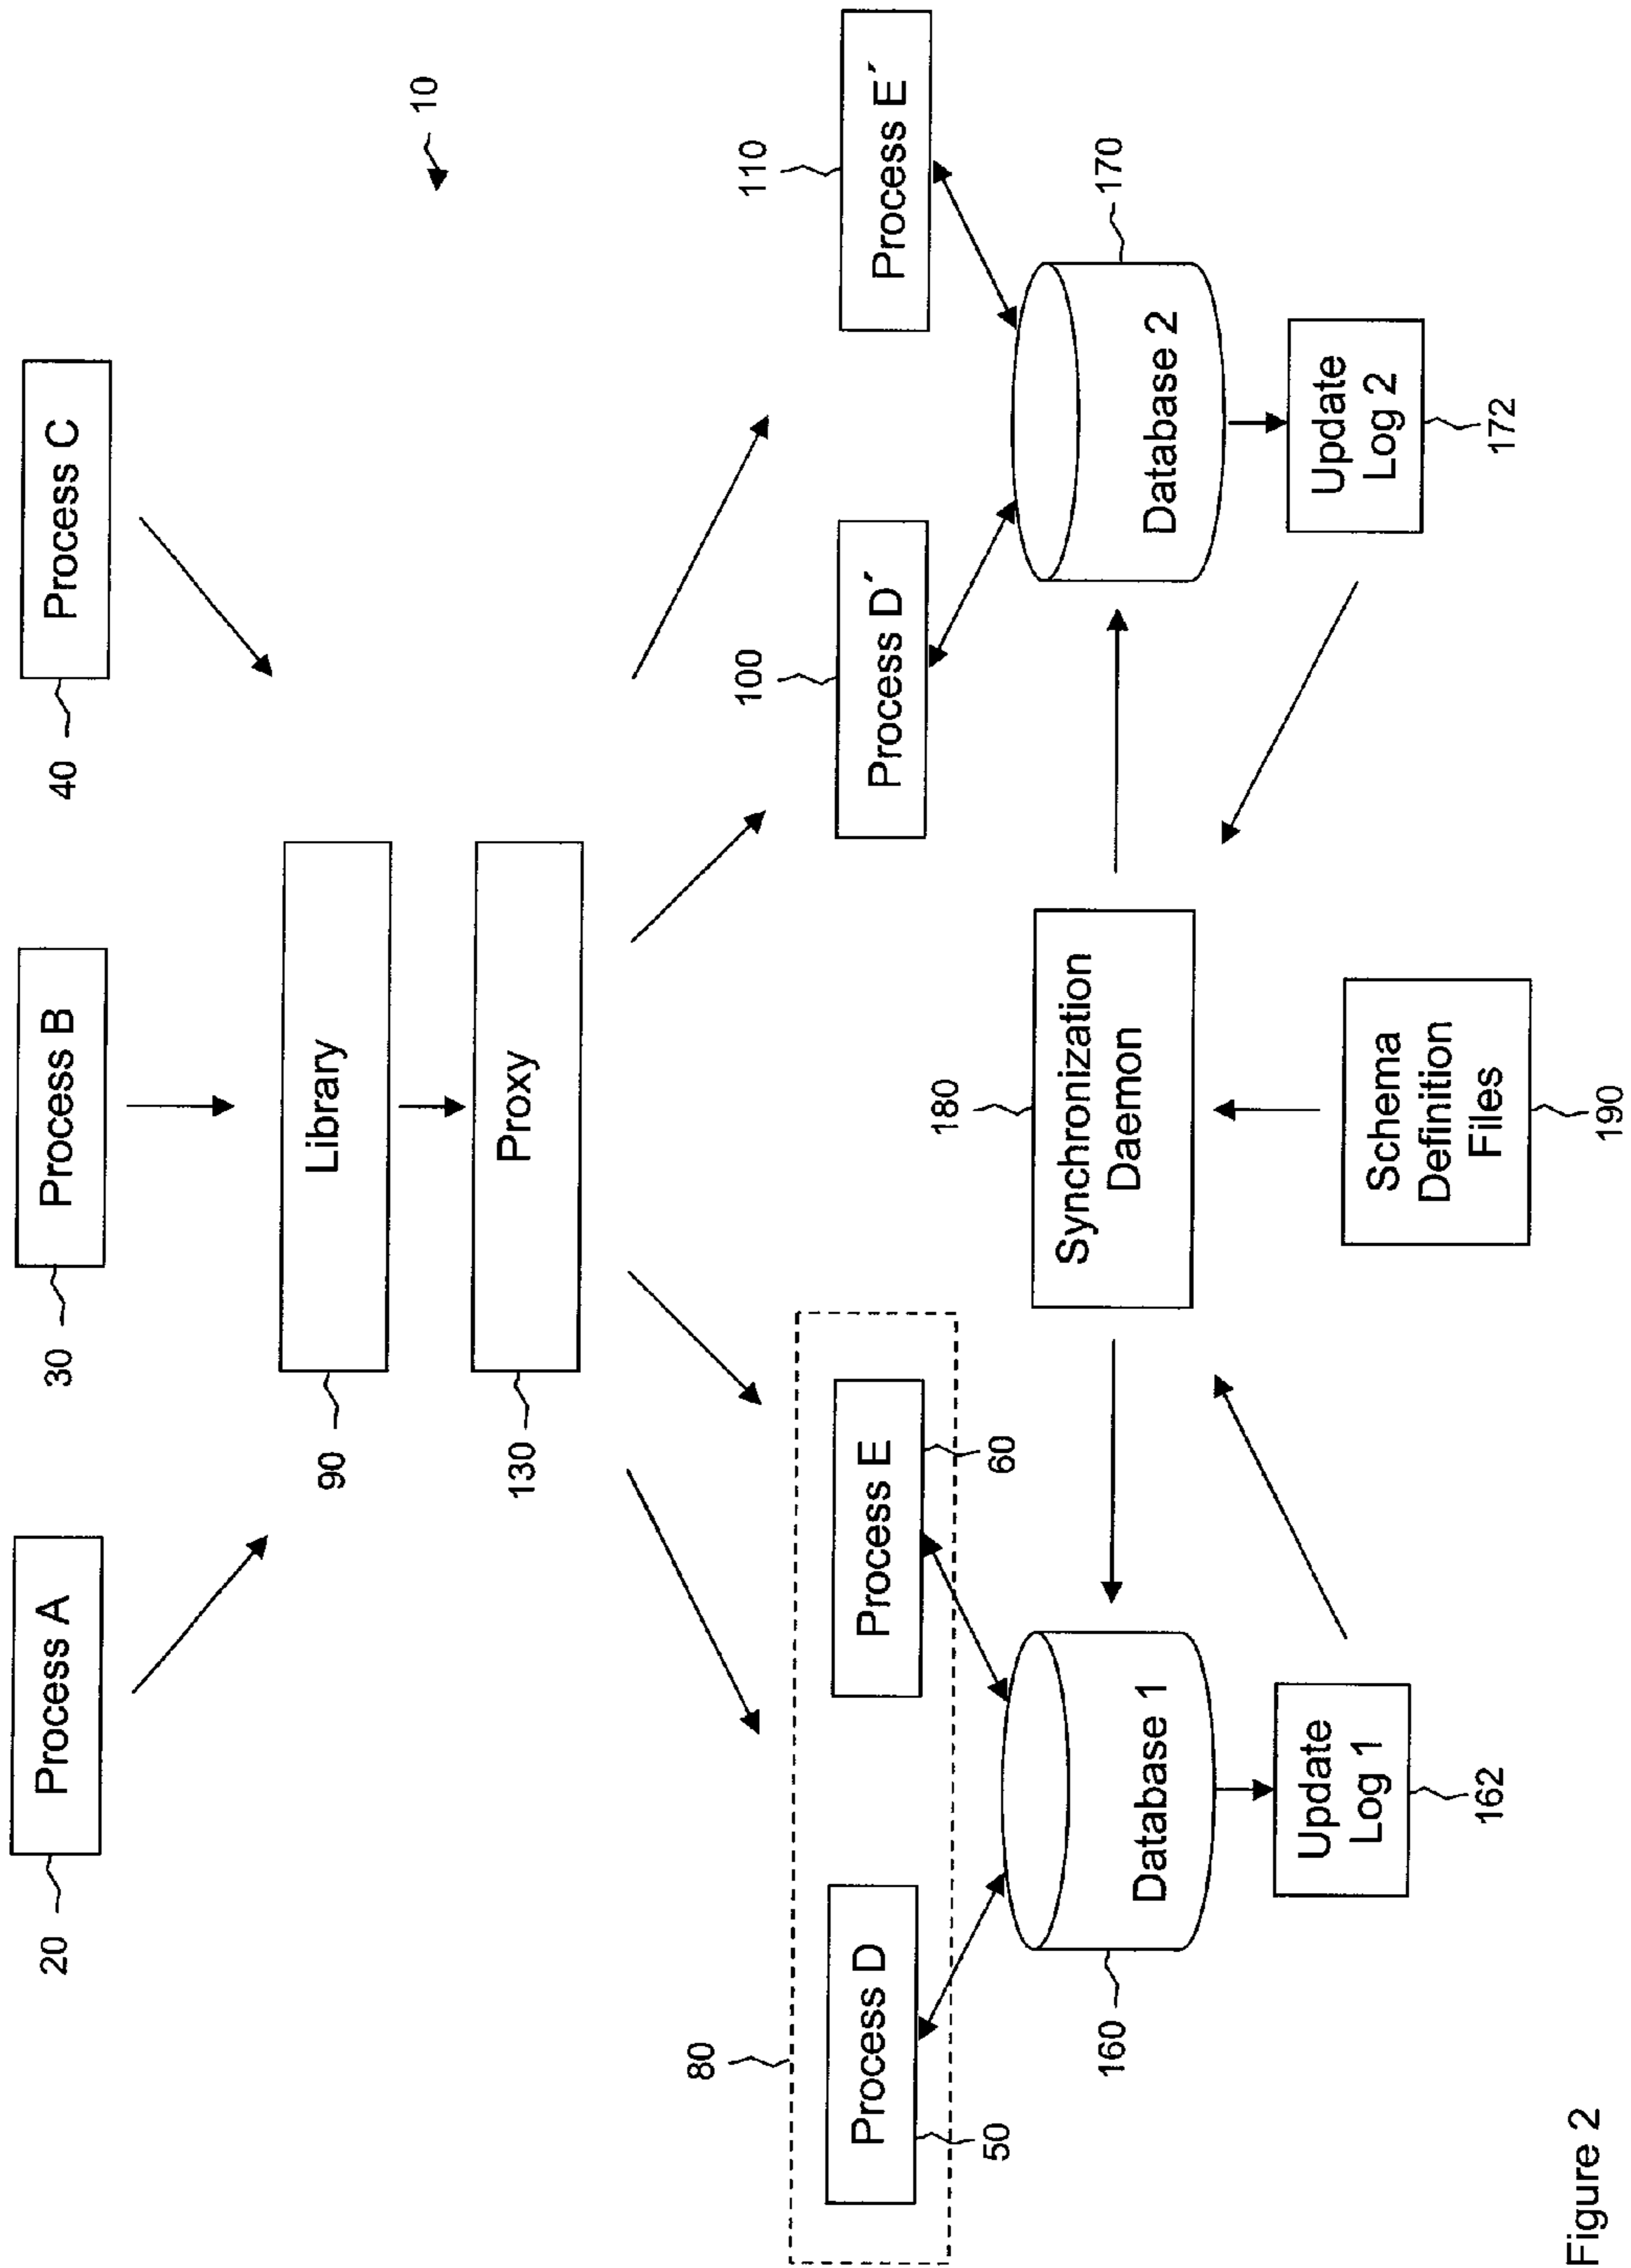 20
Process A
30
Process B
40
Process C
10
90
Library
130
Proxy
80
Process D
50
Process E
60
100
Process D´
110
Process E´
160
Database 1
180
Synchronization
Daemon
Database 2
170
Update
Log 1
162
Schema
Definition
Files
190
Update
Log 2
172
Figure 2